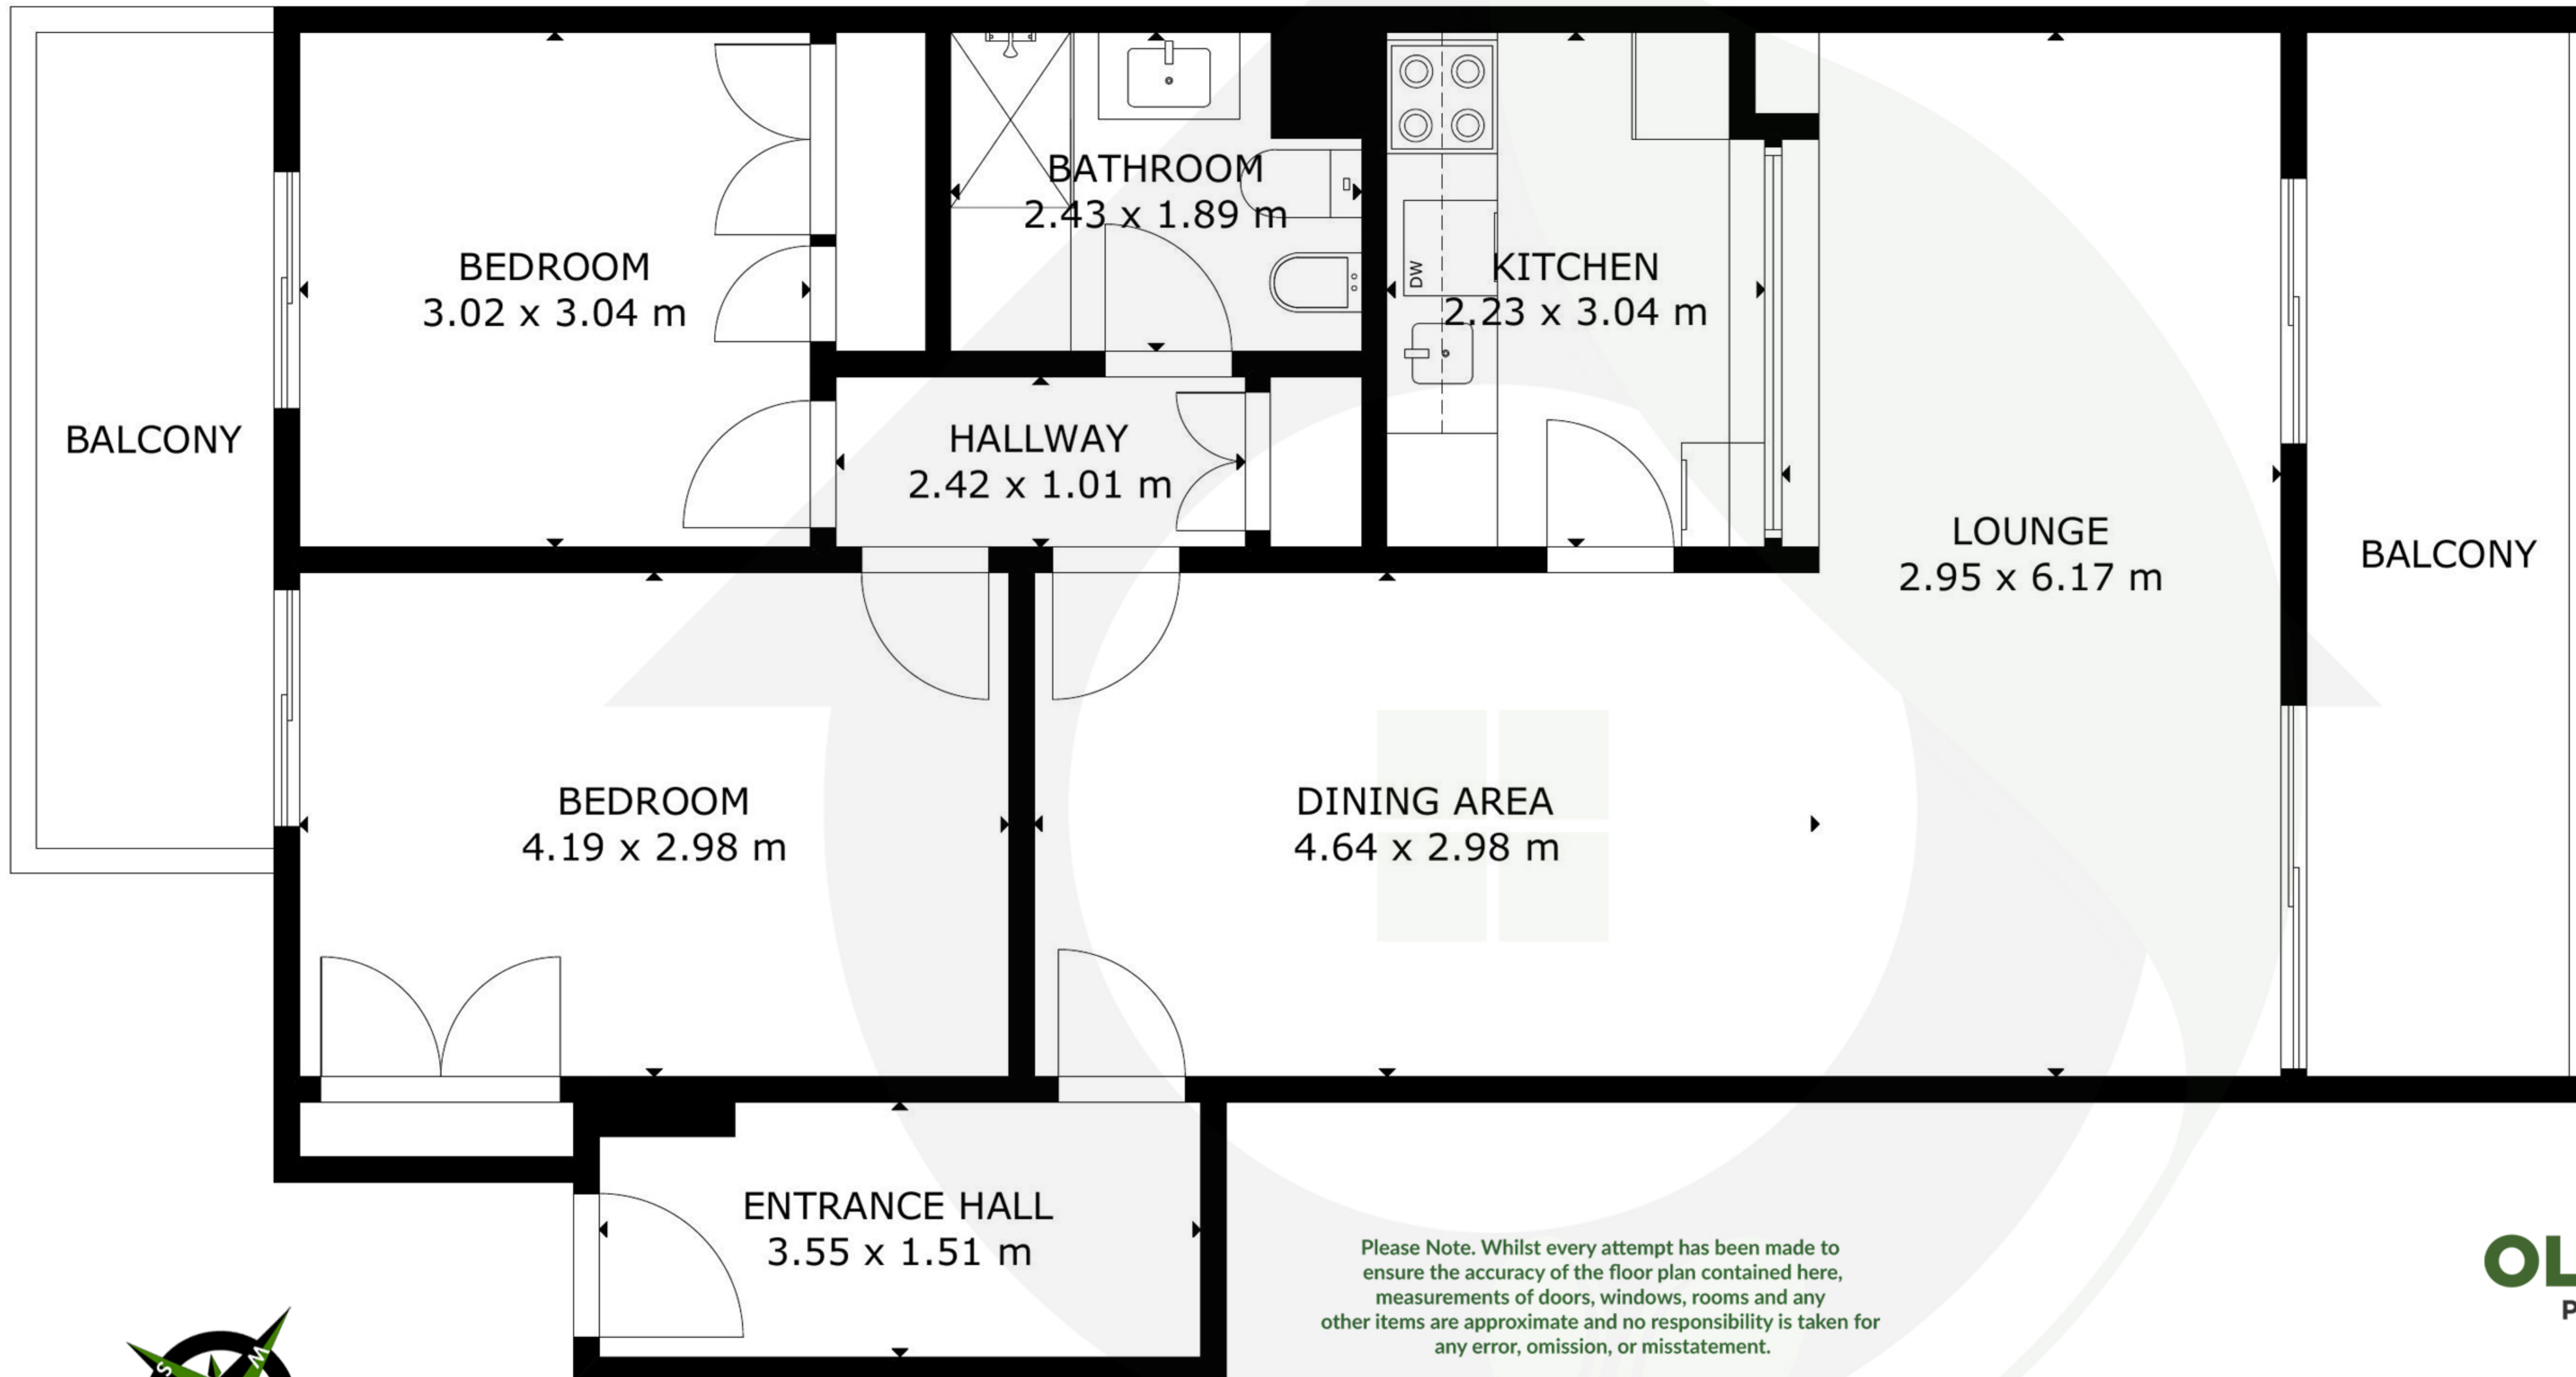 BEDROOM
3.02 x 3.04 m
BATHROOM
2.43 x 1.89 m
DW
KITCHEN
2.23 x 3.04 m
BALCONY
HALLWAY
2.42 x 1.01 m
LOUNGE
2.95 x 6.17 m
BALCONY
BEDROOM
4.19 x 2.98 m
DINING AREA
4.64 x 2.98 m
ENTRANCE HALL
3.55 x 1.51 m
Please Note. Whilst every attempt has been made to
ensure the accuracy of the floor plan contained here,
measurements of doors, windows, rooms and any
other items are approximate and no responsibility is taken for
any error, omission, or misstatement.
S
W